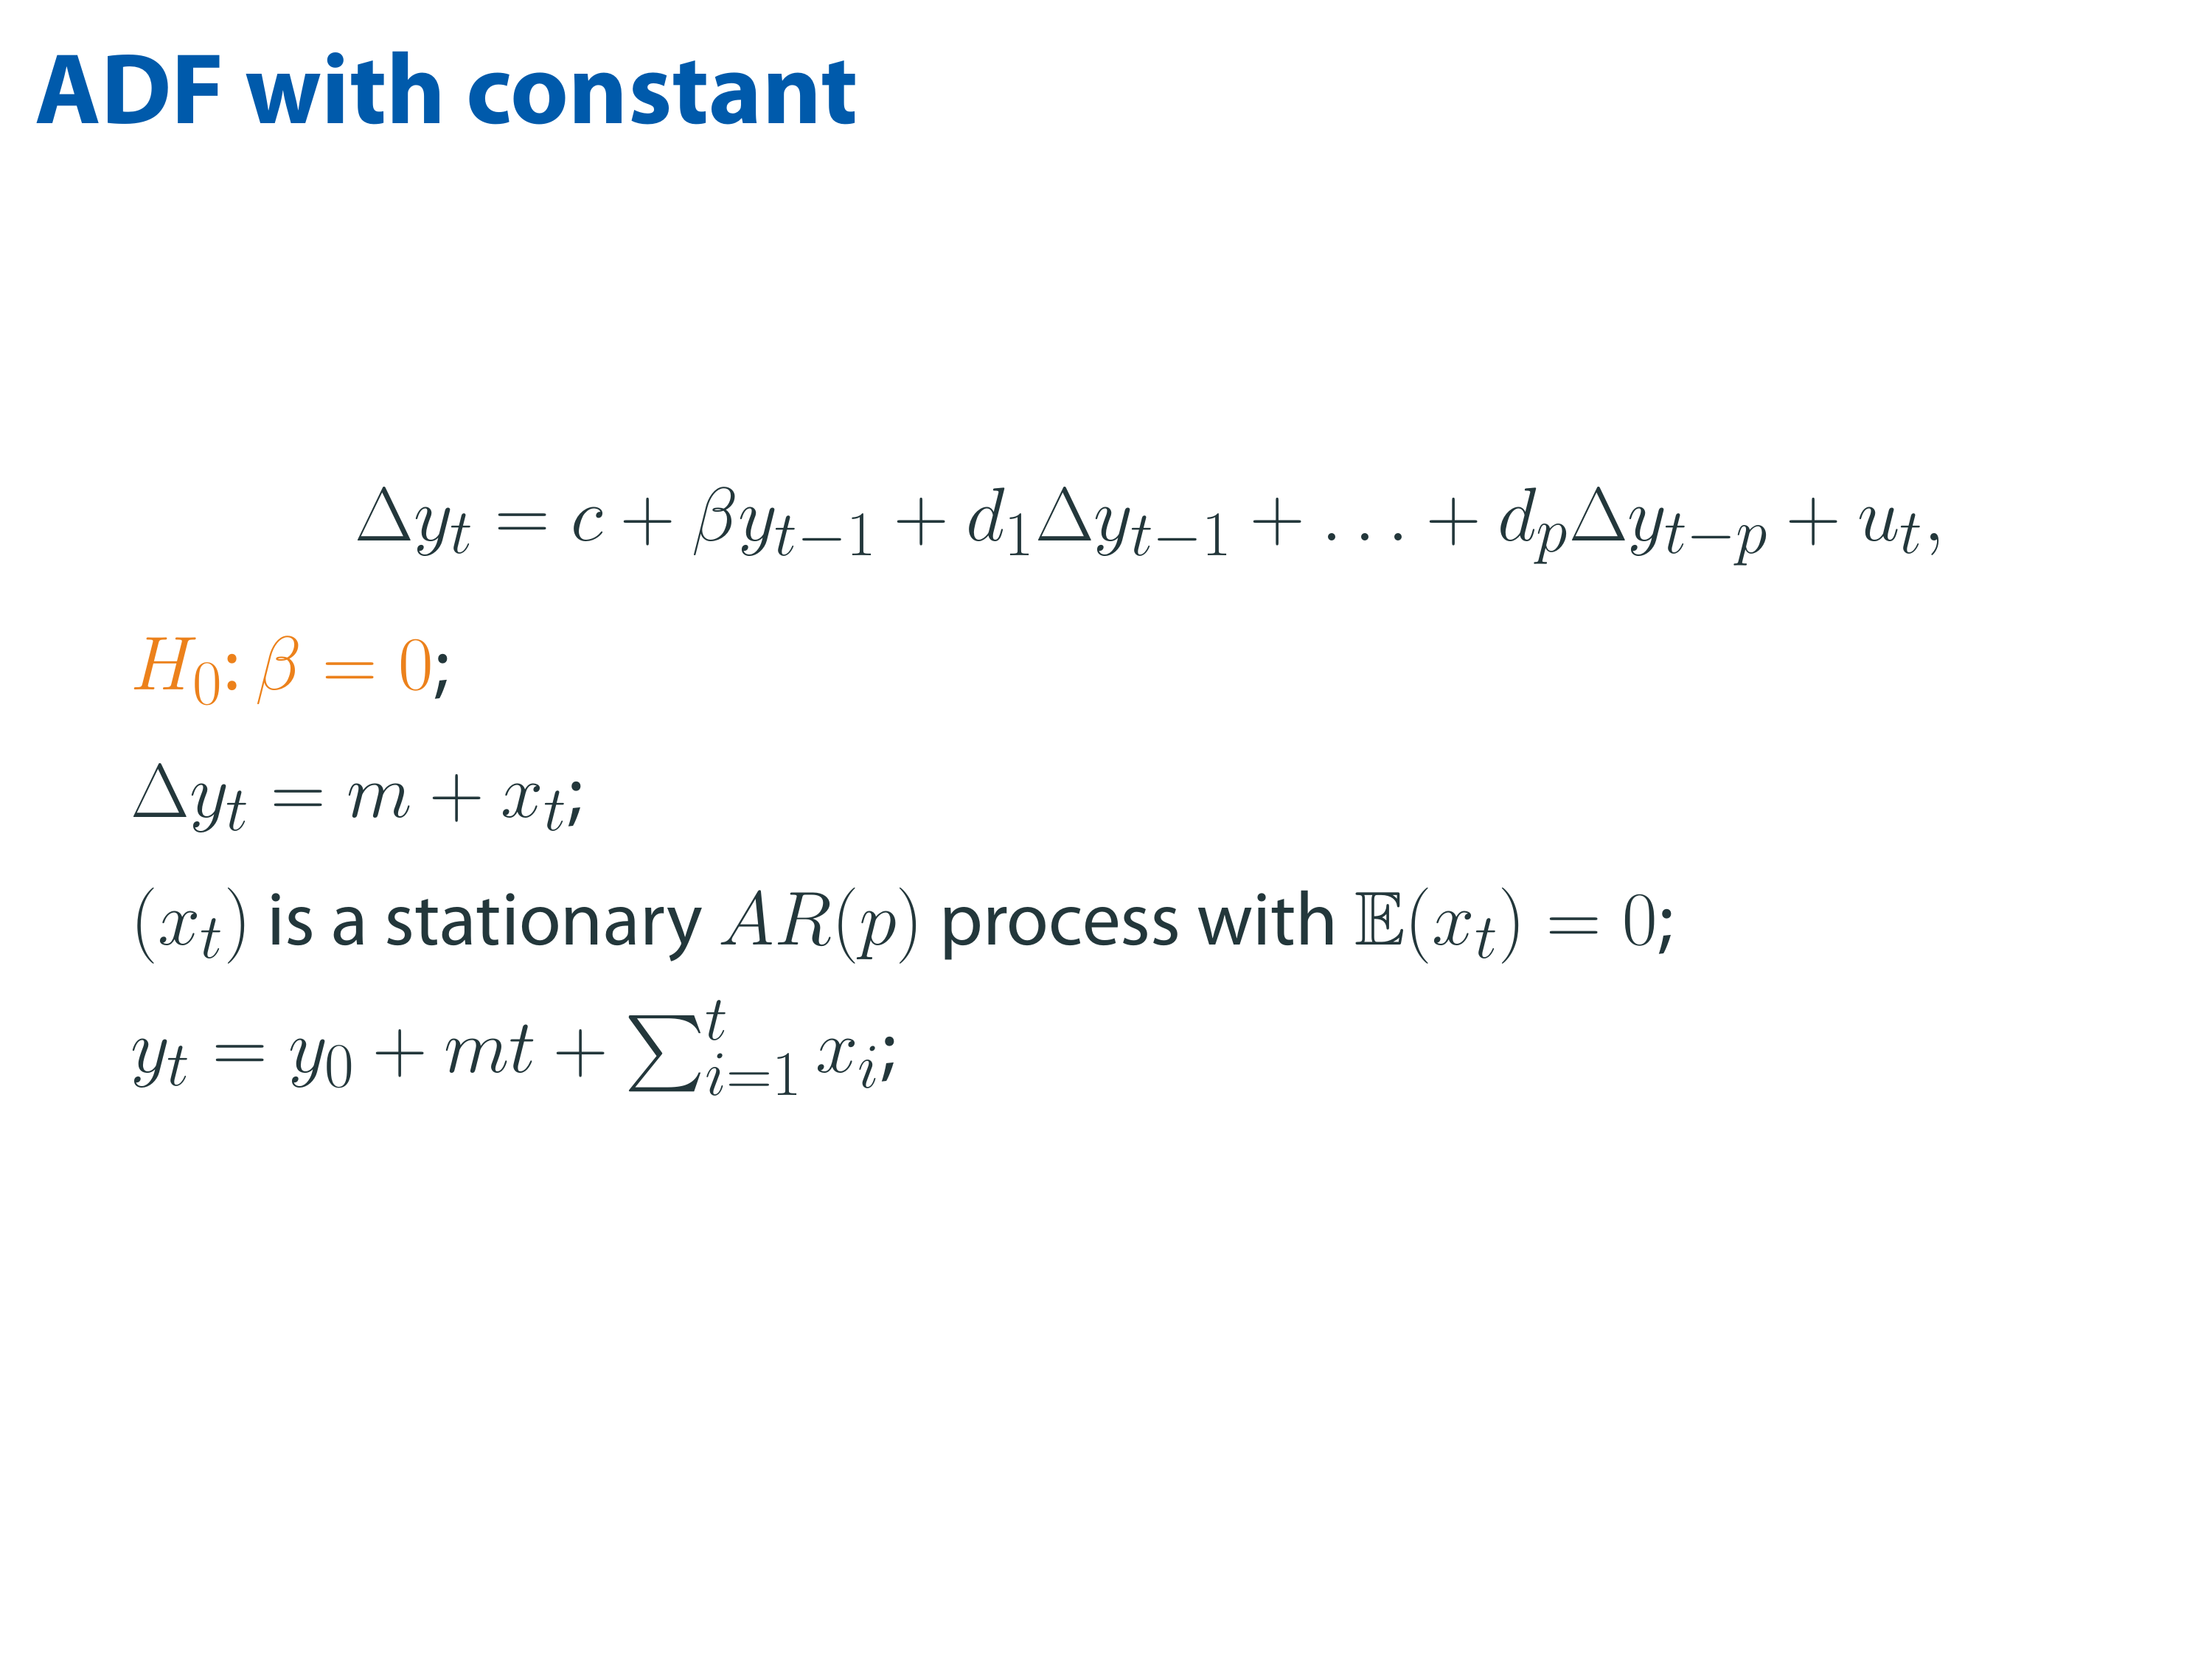 ADF with constant
Δy_t = c + βy_{t−1} + d_1Δy_{t−1} + … + d_pΔy_{t−p} + u_t,
H_0: β = 0;
Δy_t = m + x_t;
(x_t) is a stationary AR(p) process with 𝔼(x_t) = 0;
y_t = y_0 + mt + ∑_{i=1}^t x_i;